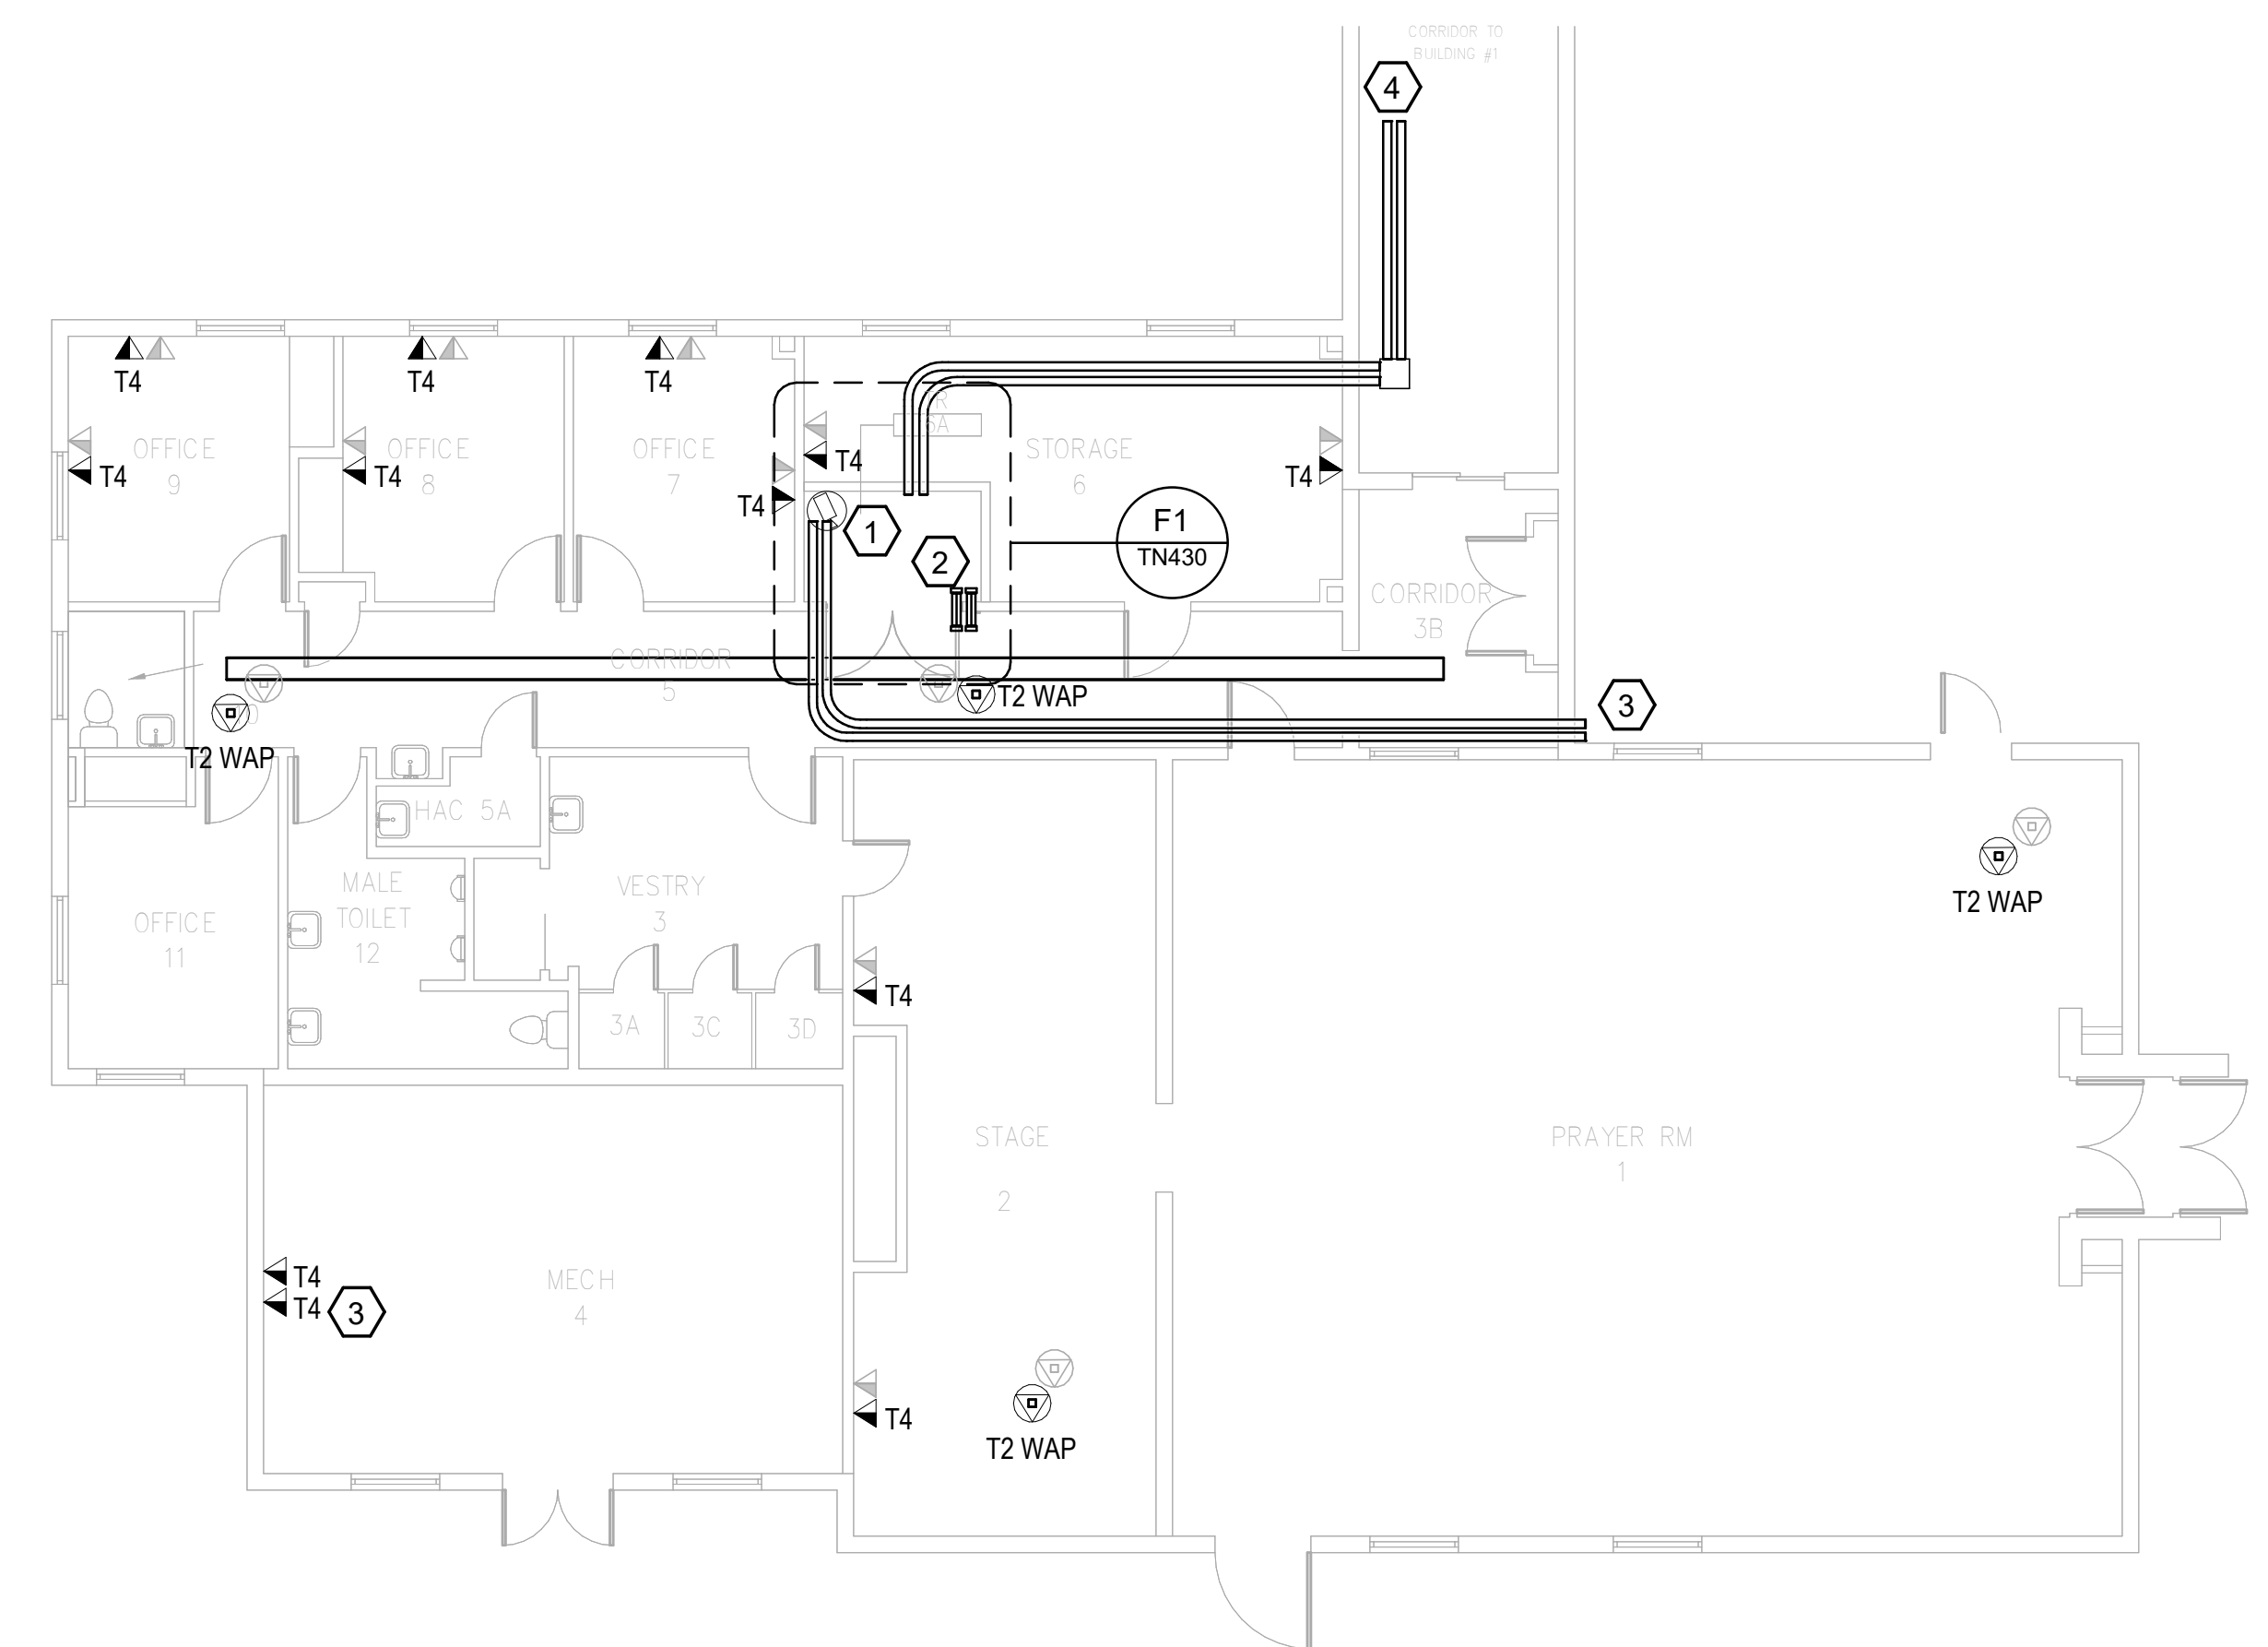 CORRIDOR TO
BUILDING #1
4
T4
T4
T4
6A
OFFICE
9
T4
OFFICE
8
T4
OFFICE
7
T4
T4
STORAGE
6
T4
1
2
F1
TN430
CORRIDOR
3B
CORRIDOR
5
T2 WAP
3
T2 WAP
HAC 5A
MALE
TOILET
12
VESTRY
3
T2 WAP
OFFICE
11
T4
3A
3C
3D
STAGE
2
PRAYER RM
1
MECH
4
T4
T4
3
T4
T2 WAP